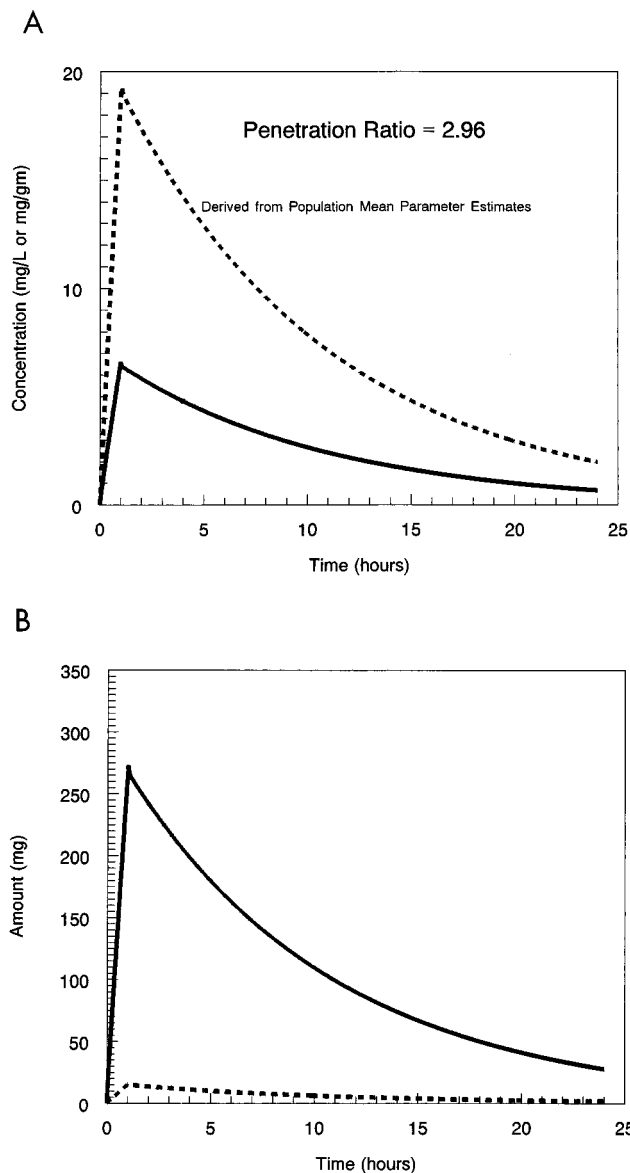 A
20
Penetration Ratio = 2.96
Derived from Population Mean Parameter Estimates
Concentration (mg/L or mg/gm)
10
0
0 5 10 15 20 25
Time (hours)
B
350
300
250
200
Amount (mg)
150
100
50
0
0 5 10 15 20 25
Time (hours)